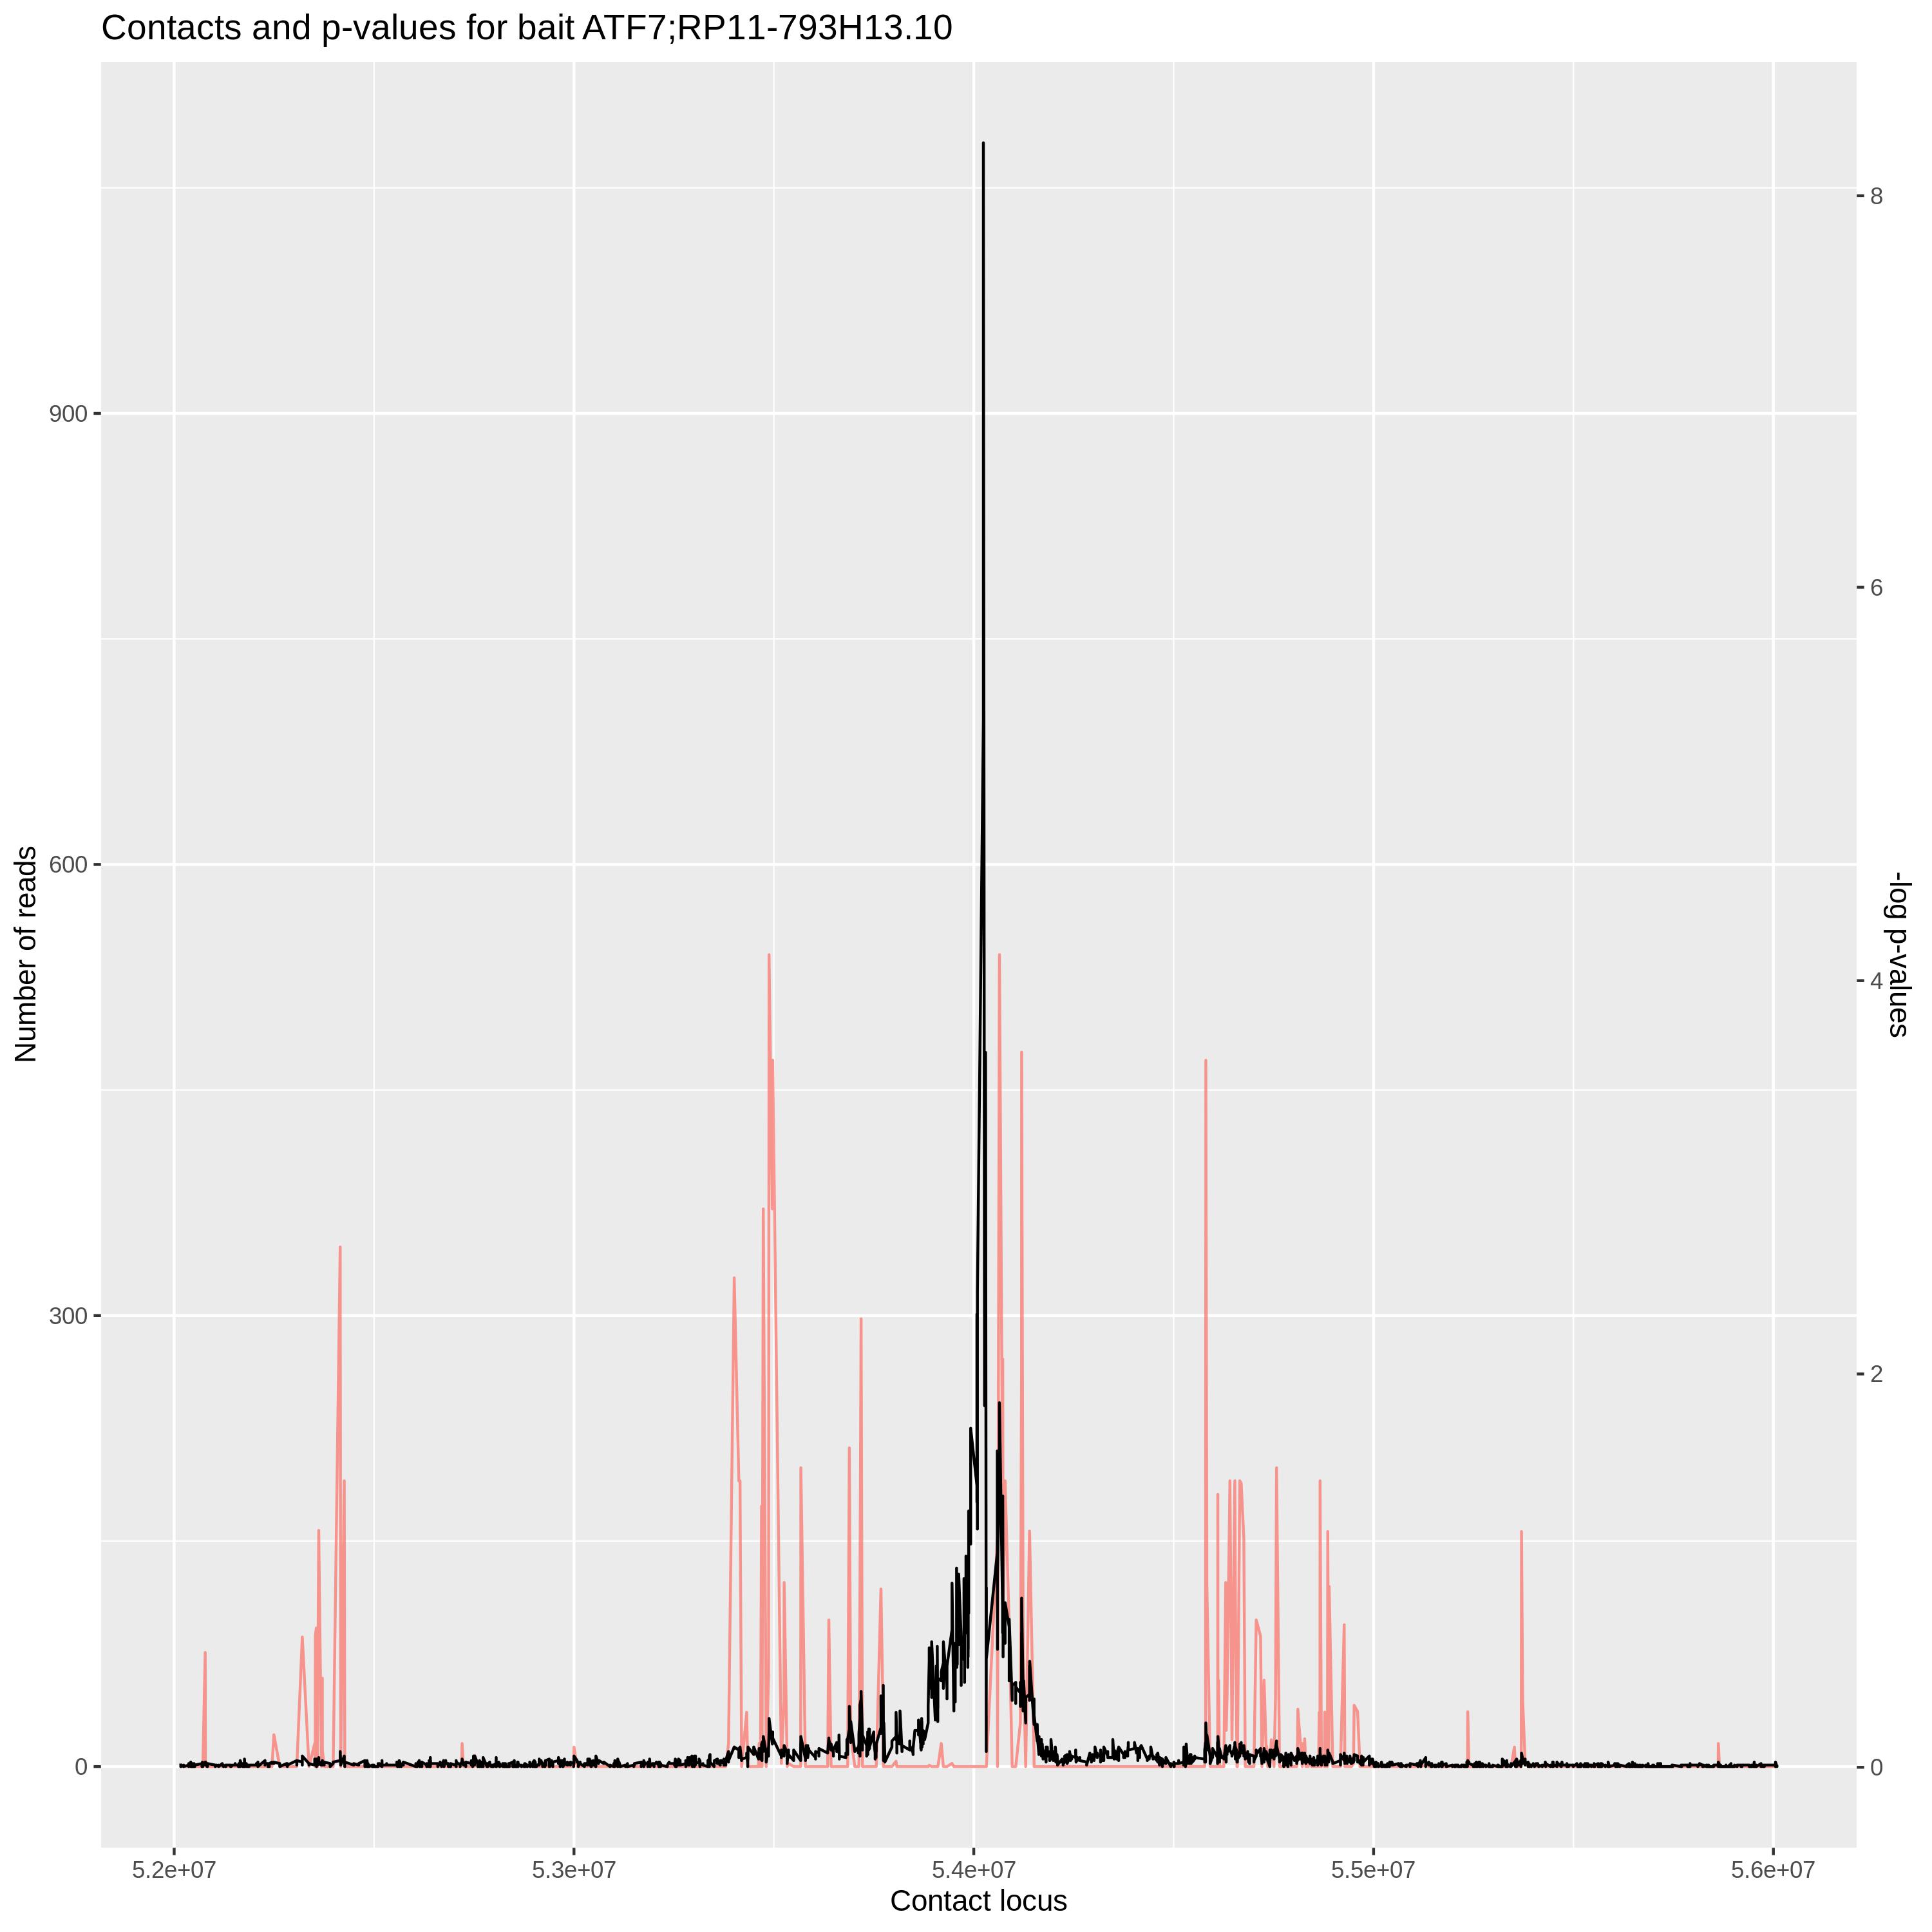 Contacts and p-values for bait ATF7;RP11-793H13.10
Number of reads
900
600
300
0
8
6
4
2
0
-log p-values
5.2e+07
5.3e+07
5.4e+07
5.5e+07
5.6e+07
Contact locus